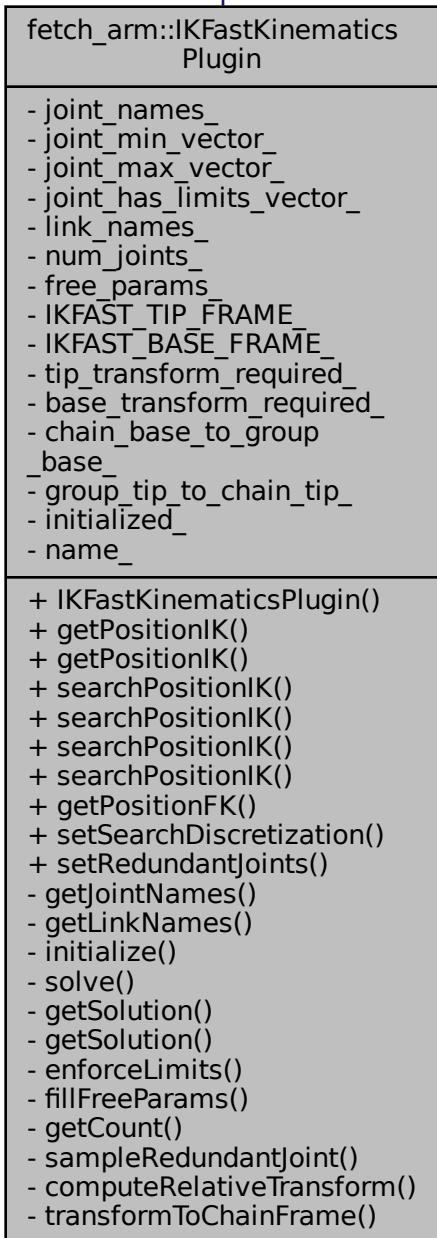 fetch_arm::IKFastKinematics
Plugin
- joint_names_
- joint_min_vector_
- joint_max_vector_
- joint_has_limits_vector_
- link_names_
- num_joints_
- free_params_
- IKFAST_TIP_FRAME_
- IKFAST_BASE_FRAME_
- tip_transform_required_
- base_transform_required_
- chain_base_to_group
_base_
- group_tip_to_chain_tip_
- initialized_
- name_
+ IKFastKinematicsPlugin()
+ getPositionIK()
+ getPositionIK()
+ searchPositionIK()
+ searchPositionIK()
+ searchPositionIK()
+ searchPositionIK()
+ getPositionFK()
+ setSearchDiscretization()
+ setRedundantJoints()
- getJointNames()
- getLinkNames()
- initialize()
- solve()
- getSolution()
- getSolution()
- enforceLimits()
- fillFreeParams()
- getCount()
- sampleRedundantJoint()
- computeRelativeTransform()
- transformToChainFrame()